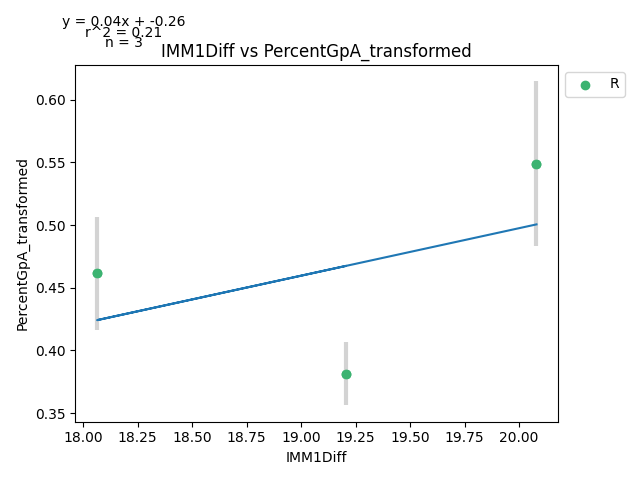 y = 0.04x + -0.26
r^2 = 0.21
n = 3
IMM1Diff vs PercentGpA_transformed
R
PercentGpA_transformed
0.60
0.55
0.50
0.45
0.40
0.35
18.00 18.25 18.50 18.75 19.00 19.25 19.50 19.75 20.00
IMM1Diff